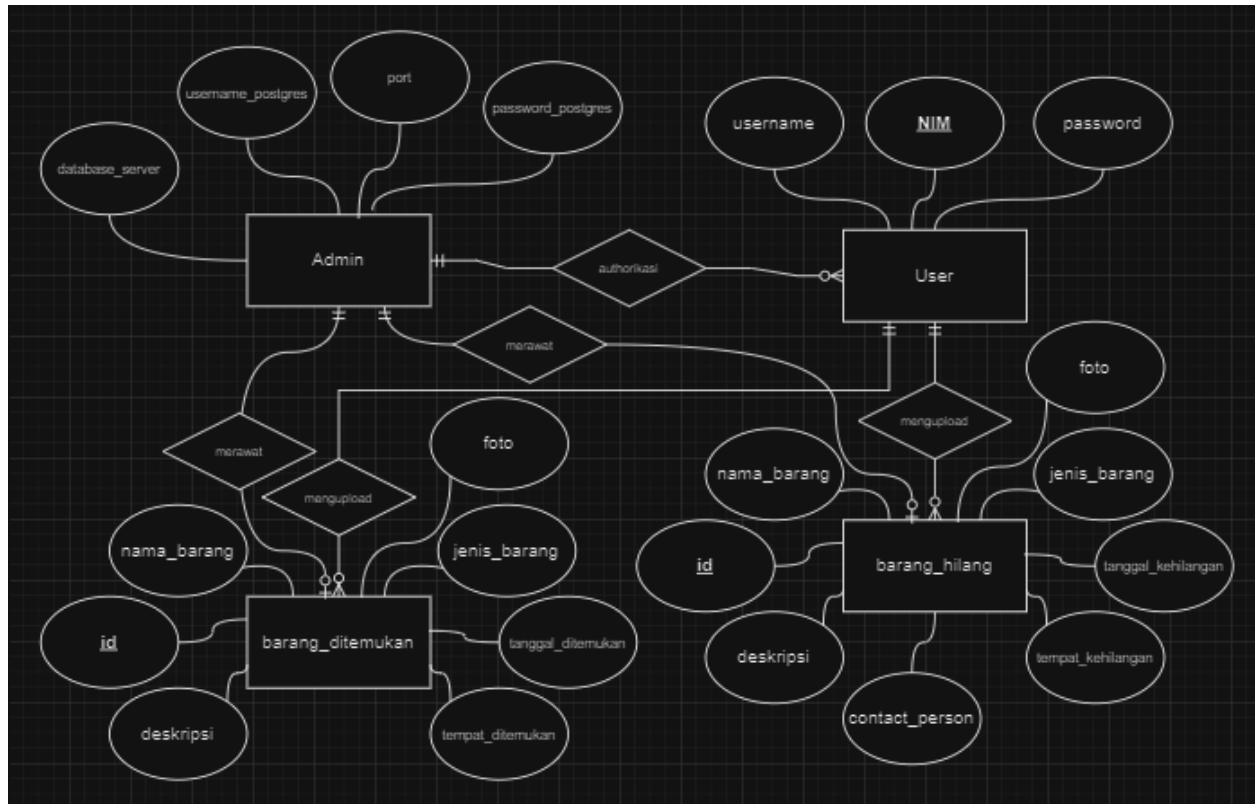 username_postgres
port
password_postgres
database_server
username
NIM
password
Admin
authorikasi
User
merawat
foto
mengupload
merawat
foto
mengupload
nama_barang
jenis_barang
nama_barang
jenis_barang
id
barang_hilang
tanggal_kehilangan
id
barang_ditemukan
tanggal_ditemukan
deskripsi
tempat_kehilangan
deskripsi
tempat_ditemukan
contact_person